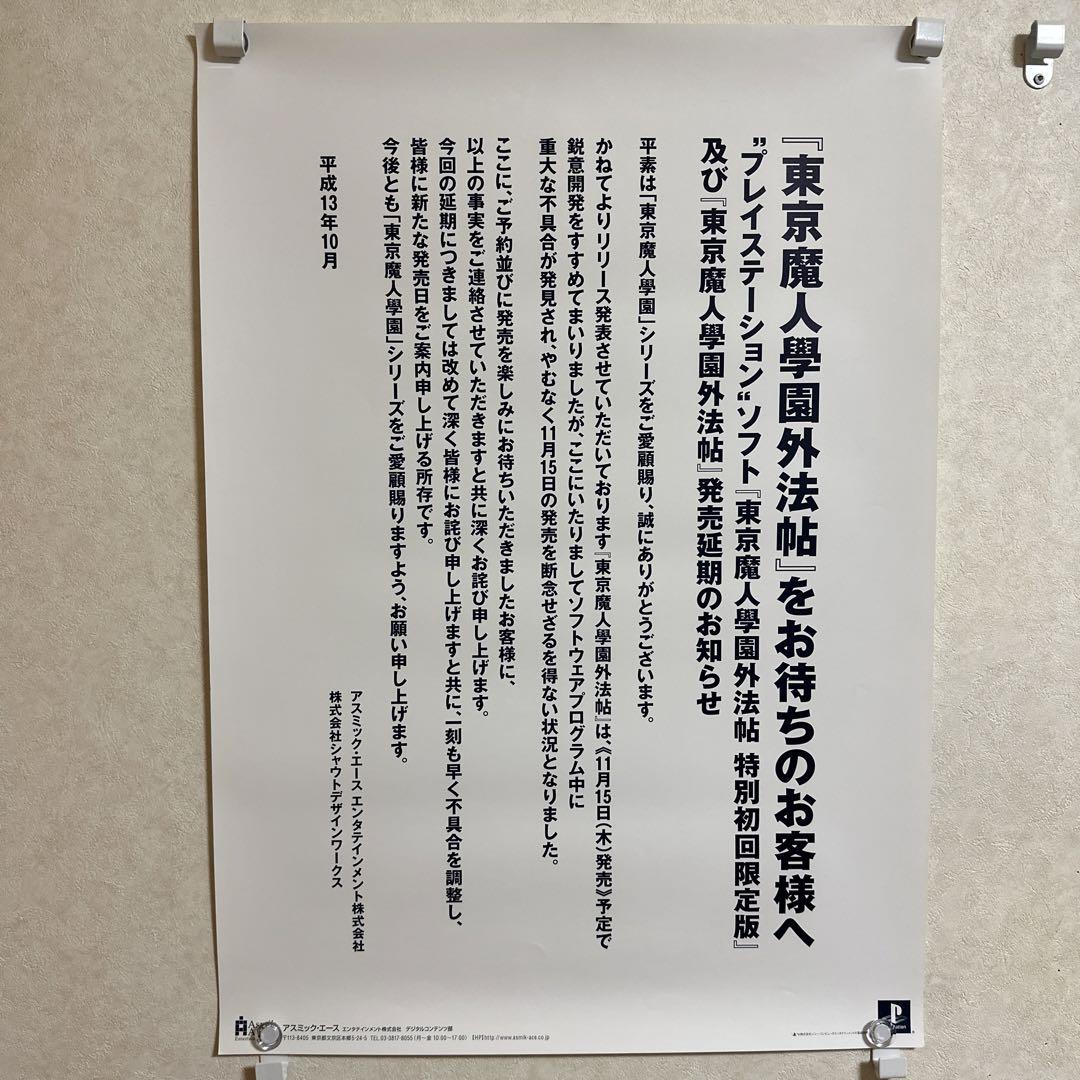 『東京魔人學園外法帖』をお待ちのお客様へ
"プレイステーション"ソフト『東京魔人學園外法帖 特別初回限定版』
及び『東京魔人學園外法帖』発売延期のお知らせ
平素は「東京魔人學園」シリーズをご愛顧賜り、誠にありがとうございます。
かねてよりリリース発表させていただいております『東京魔人學園外法帖』は、《11月15日(木)発売》予定で
鋭意開発をすすめてまいりましたが、ここにいたりましてソフトウェアプログラム中に
重大な不具合が発見され、やむなく11月15日の発売を断念せざるを得ない状況となりました。
ここに、ご予約並びに発売を楽しみにお待ちいただきましたお客様に、
以上の事実をご連絡させていただきますと共に深くお詫び申し上げます。
今回の延期につきましては改めて深く皆様にお詫び申し上げますと共に、一刻も早く不具合を調整し、
皆様に新たな発売日をご案内申し上げる所存です。
今後とも「東京魔人學園」シリーズをご愛顧賜りますよう、お願い申し上げます。
平成13年10月
アスミック・エース エンタテインメント株式会社
株式会社シャウトデザインワークス
アスミック・エース エンタテインメント株式会社 デジタルコンテンツ部
〒113-8405 東京都文京区本郷5-24-5 TEL.03-3817-8055(月〜金 10:00〜17:00) 【HP】http://www.asmik-ace.co.jp